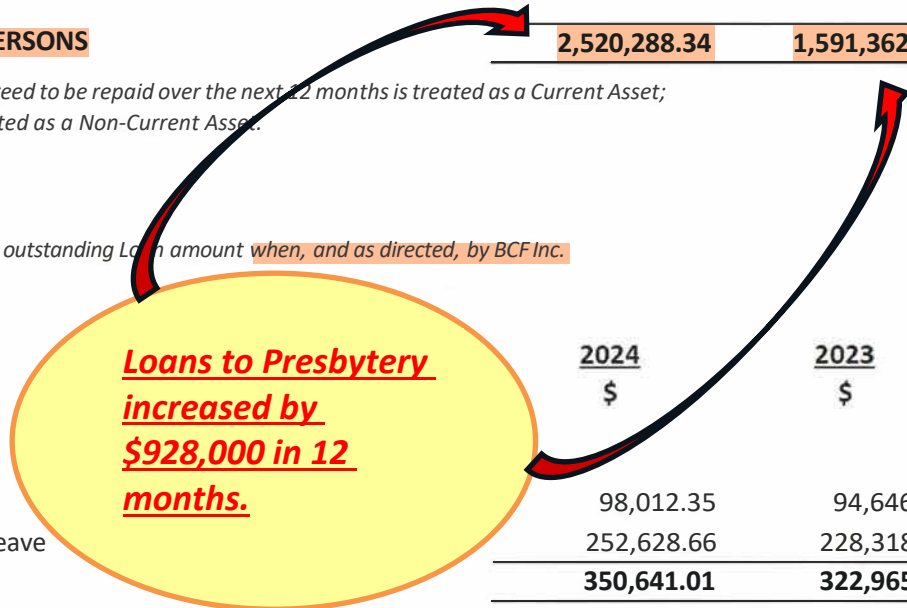 ERSONS 2,520,288.34 1,591,362
reed to be repaid over the next 12 months is treated as a Current Asset;
ted as a Non-Current Asset.
outstanding Loan amount when, and as directed, by BCF Inc.
Loans to Presbytery
increased by
$928,000 in 12
months.
2024 2023
$ $
98,012.35 94,646
eave 252,628.66 228,318
350,641.01 322,965